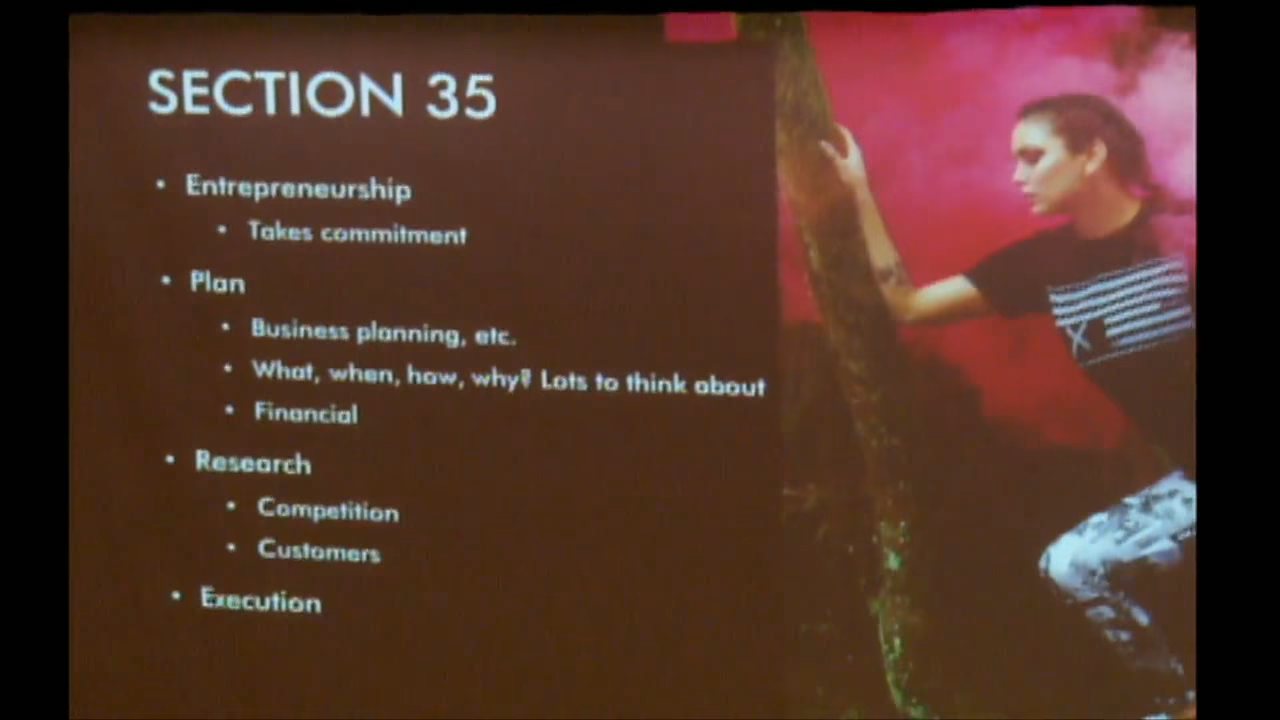 SECTION 35
• Entrepreneurship
• Takes commitment
• Plan
• Business planning, etc.
• What, when, how, why? Lots to think about
• Financial
• Research
• Competition
• Customers
• Execution